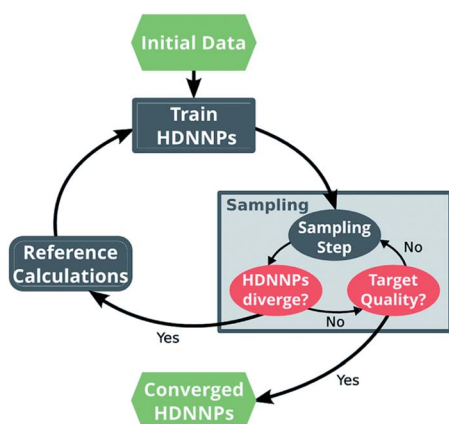 Initial Data
Train
HDNNPs
Sampling
Sampling
Step
No
Reference
Calculations
HDNNPs
diverge?
Target
Quality?
No
Yes
Yes
Converged
HDNNPs